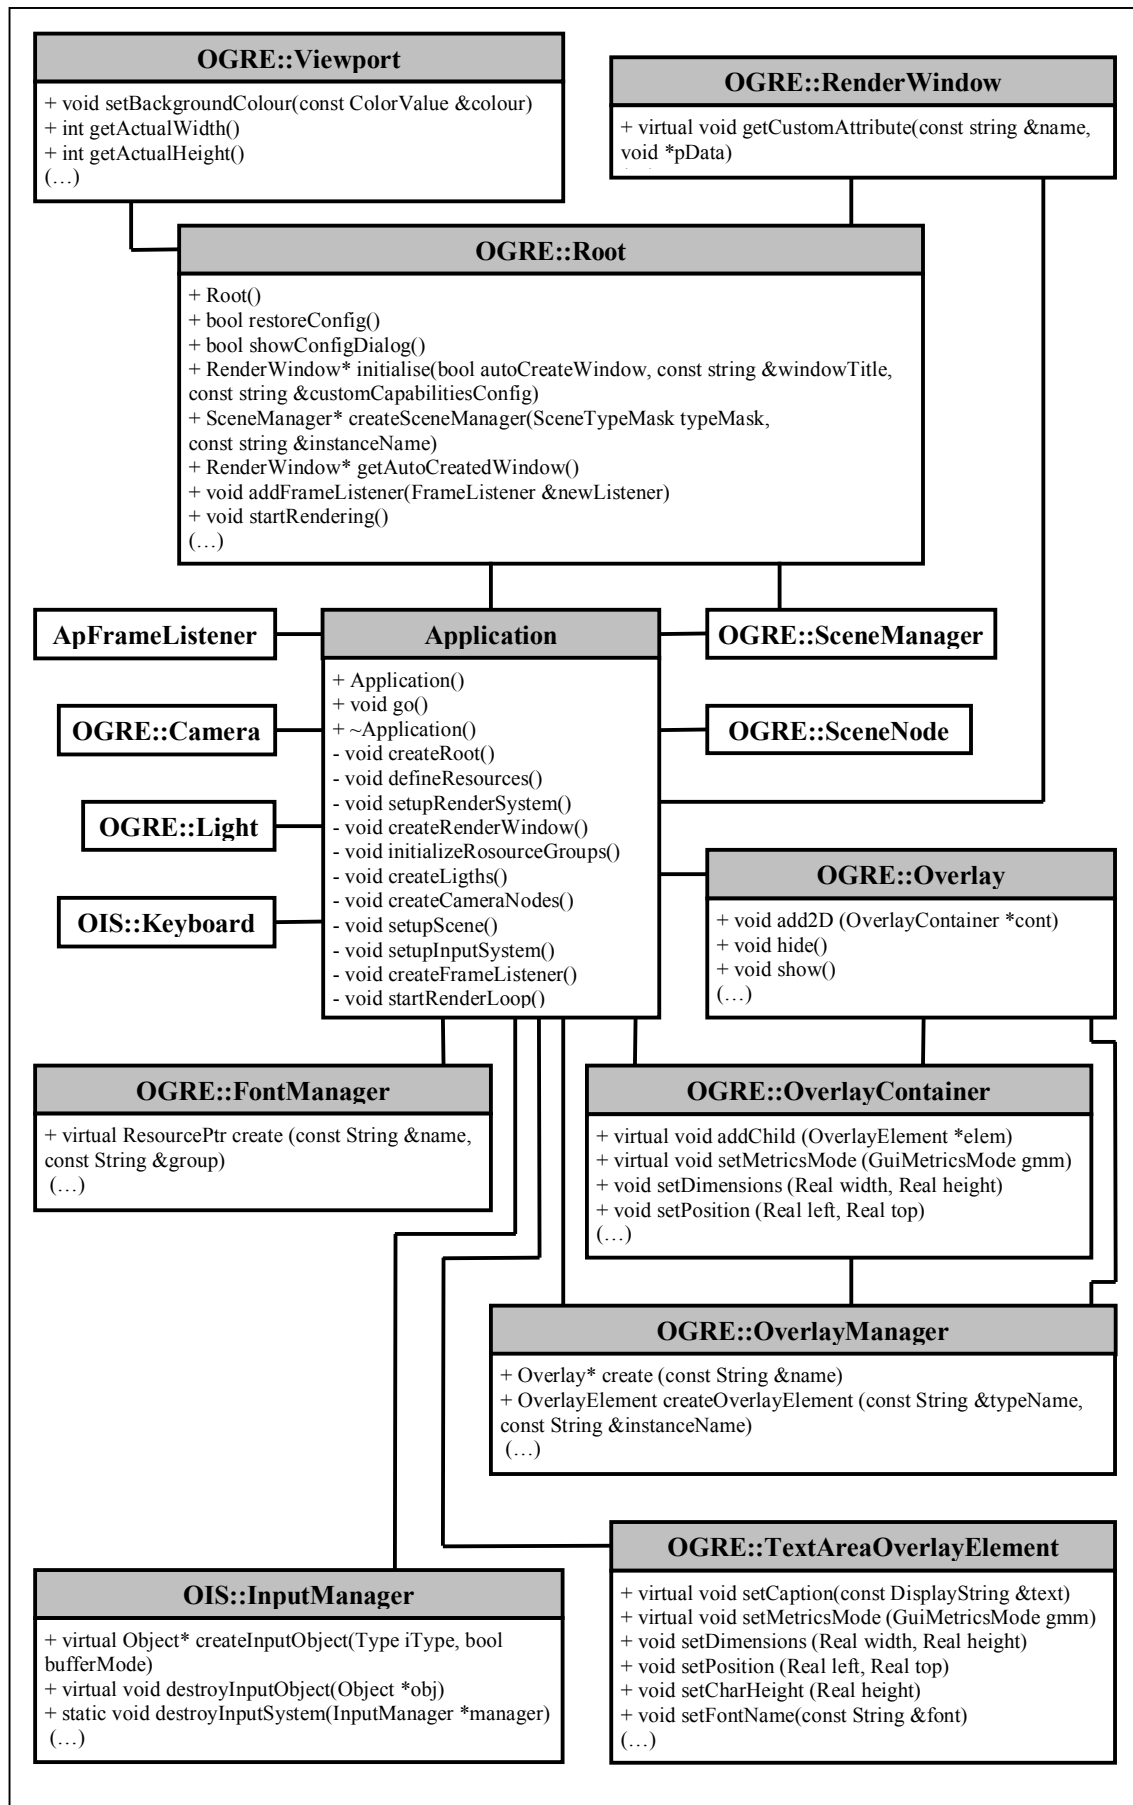 OGRE::Viewport
+ void setBackgroundColour(const ColorValue &colour)
+ int getActualWidth()
+ int getActualHeight()
(…)
OGRE::RenderWindow
+ virtual void getCustomAttribute(const string &name,
void *pData)
OGRE::Root
+ Root()
+ bool restoreConfig()
+ bool showConfigDialog()
+ RenderWindow* initialise(bool autoCreateWindow, const string &windowTitle,
const string &customCapabilitiesConfig)
+ SceneManager* createSceneManager(SceneTypeMask typeMask,
const string &instanceName)
+ RenderWindow* getAutoCreatedWindow()
+ void addFrameListener(FrameListener &newListener)
+ void startRendering()
(…)
ApFrameListener
OGRE::Camera
OGRE::Light
OIS::Keyboard
Application
+ Application()
+ void go()
+ ~Application()
- void createRoot()
- void defineResources()
- void setupRenderSystem()
- void createRenderWindow()
- void initializeRosourceGroups()
- void createLigths()
- void createCameraNodes()
- void setupScene()
- void setupInputSystem()
- void createFrameListener()
- void startRenderLoop()
OGRE::SceneManager
OGRE::SceneNode
OGRE::Overlay
+ void add2D (OverlayContainer *cont)
+ void hide()
+ void show()
(…)
OGRE::FontManager
+ virtual ResourcePtr create (const String &name,
const String &group)
(…)
OGRE::OverlayContainer
+ virtual void addChild (OverlayElement *elem)
+ virtual void setMetricsMode (GuiMetricsMode gmm)
+ void setDimensions (Real width, Real height)
+ void setPosition (Real left, Real top)
(…)
OGRE::OverlayManager
+ Overlay* create (const String &name)
+ OverlayElement createOverlayElement (const String &typeName,
const String &instanceName)
(…)
OIS::InputManager
+ virtual Object* createInputObject(Type iType, bool
bufferMode)
+ virtual void destroyInputObject(Object *obj)
+ static void destroyInputSystem(InputManager *manager)
(…)
OGRE::TextAreaOverlayElement
+ virtual void setCaption(const DisplayString &text)
+ virtual void setMetricsMode (GuiMetricsMode gmm)
+ void setDimensions (Real width, Real height)
+ void setPosition (Real left, Real top)
+ void setCharHeight (Real height)
+ void setFontName(const String &font)
(…)